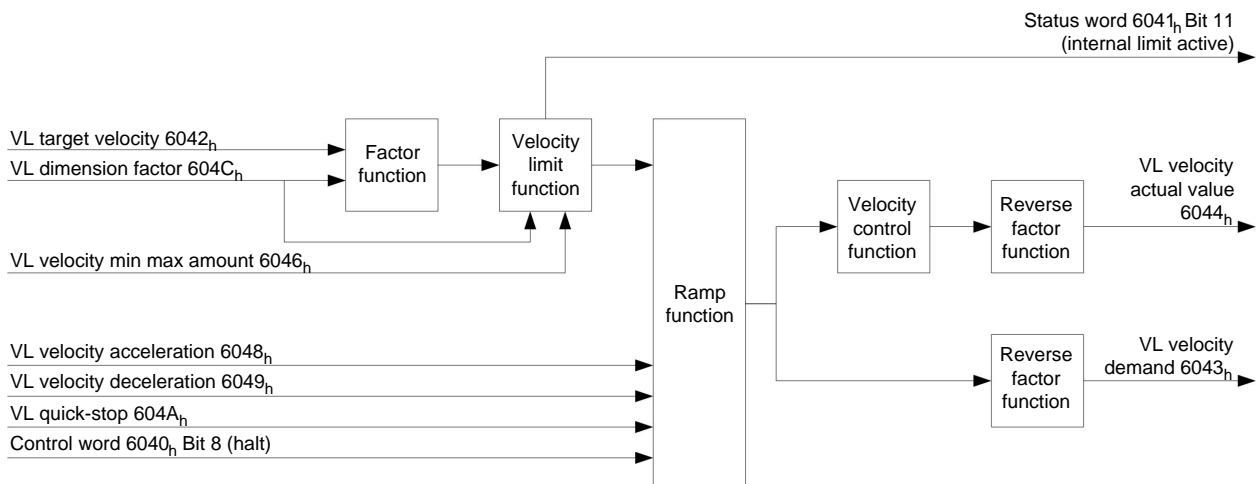 Status word 6041h Bit 11
(internal limit active)
VL target velocity 6042h
VL dimension factor 604Ch
Factor
function
Velocity
limit
function
VL velocity min max amount 6046h
Ramp
function
Velocity
control
function
Reverse
factor
function
VL velocity
actual value
6044h
VL velocity acceleration 6048h
VL velocity deceleration 6049h
VL quick-stop 604Ah
Control word 6040h Bit 8 (halt)
Reverse
factor
function
VL velocity
demand 6043h